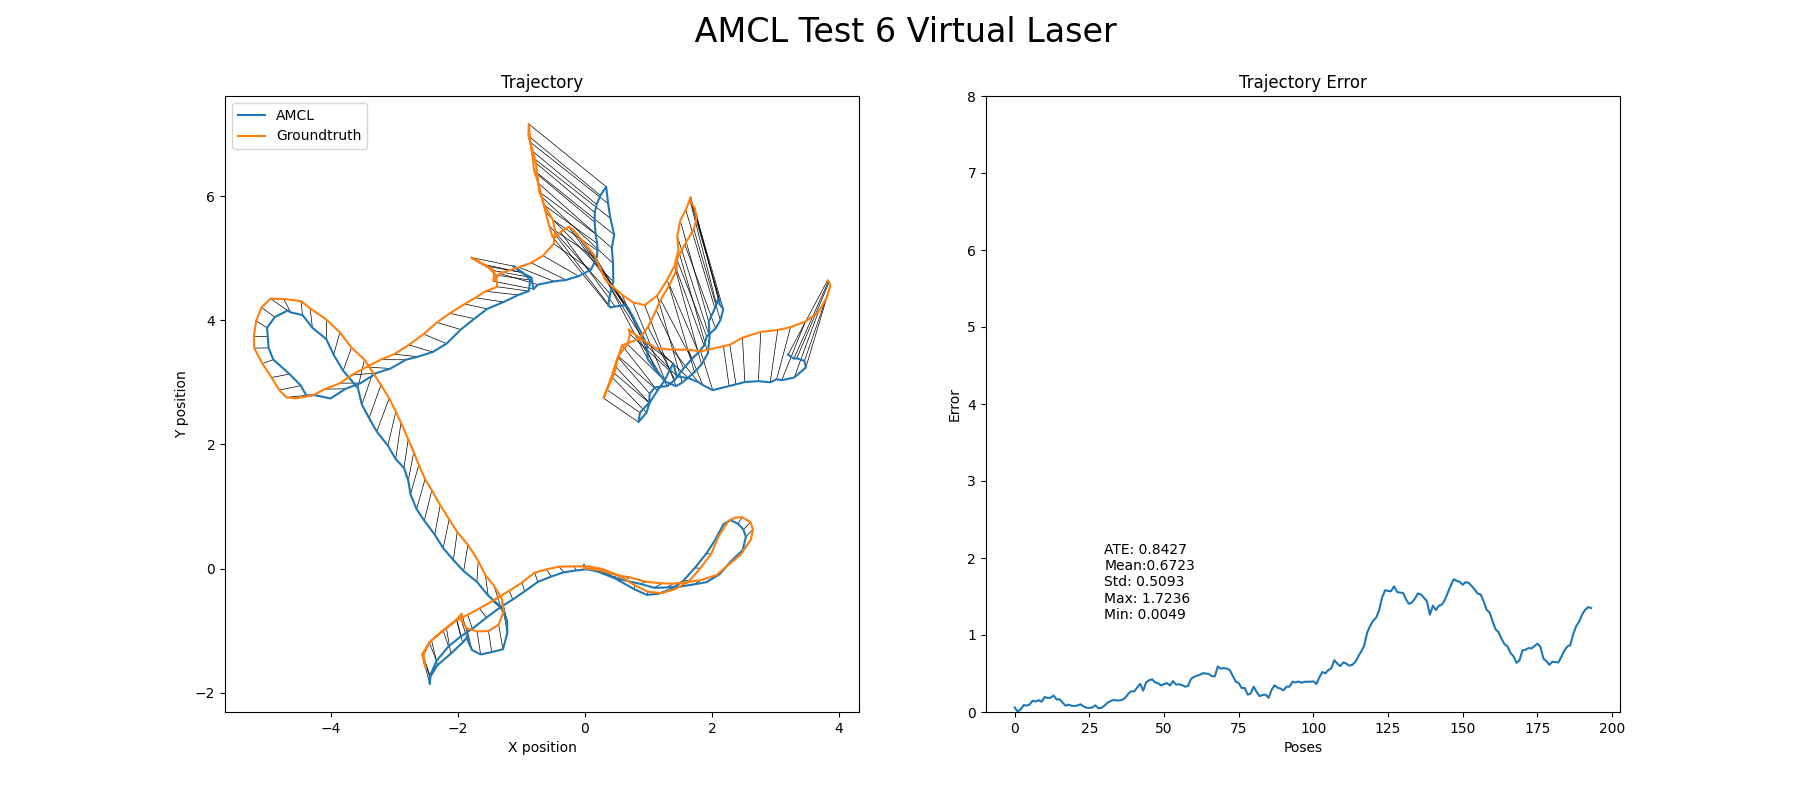 AMCL Test 6 Virtual Laser
Trajectory
AMCL
Groundtruth
6
4
2
0
−2
Y position
−4
−2
0
2
4
X position
Trajectory Error
8
7
6
5
4
3
2
1
0
Error
ATE: 0.8427
Mean:0.6723
Std: 0.5093
Max: 1.7236
Min: 0.0049
0
25
50
75
100
125
150
175
200
Poses